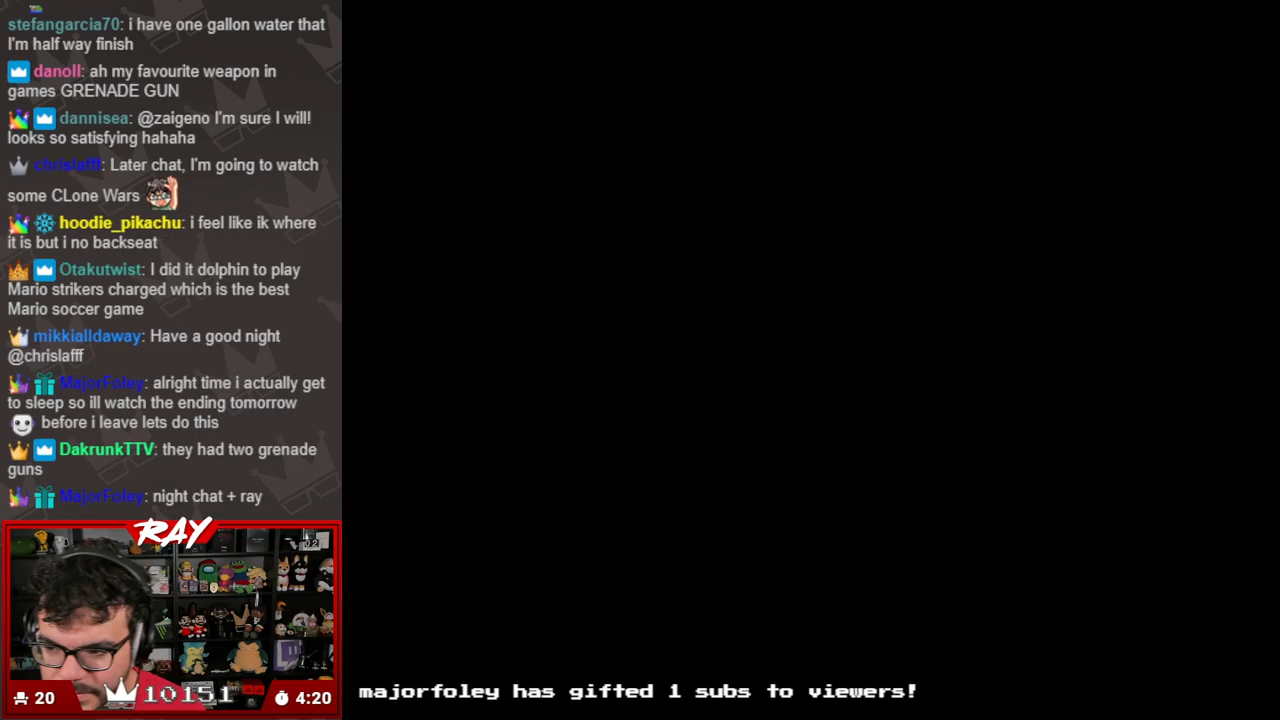 stefangarcia70: i have one gallon water that
I'm half way finish
danoll: ah my favourite weapon in
games GRENADE GUN
dannisea: @zaigeno I'm sure I will!
looks so satisfying hahaha
chrislafff: Later chat, I'm going to watch
some CLone Wars
hoodie_pikachu: i feel like ik where
it is but i no backseat
Otakutwist: I did it dolphin to play
Mario strikers charged which is the best
Mario soccer game
mikkialldaway: Have a good night
@chrislafff
MajorFoley: alright time i actually get
to sleep so ill watch the ending tomorrow
before i leave lets do this
DakrunkTTV: they had two grenade
guns
MajorFoley: night chat + ray
RAY
20
10151
4:20
majorfoley has gifted 1 subs to viewers!